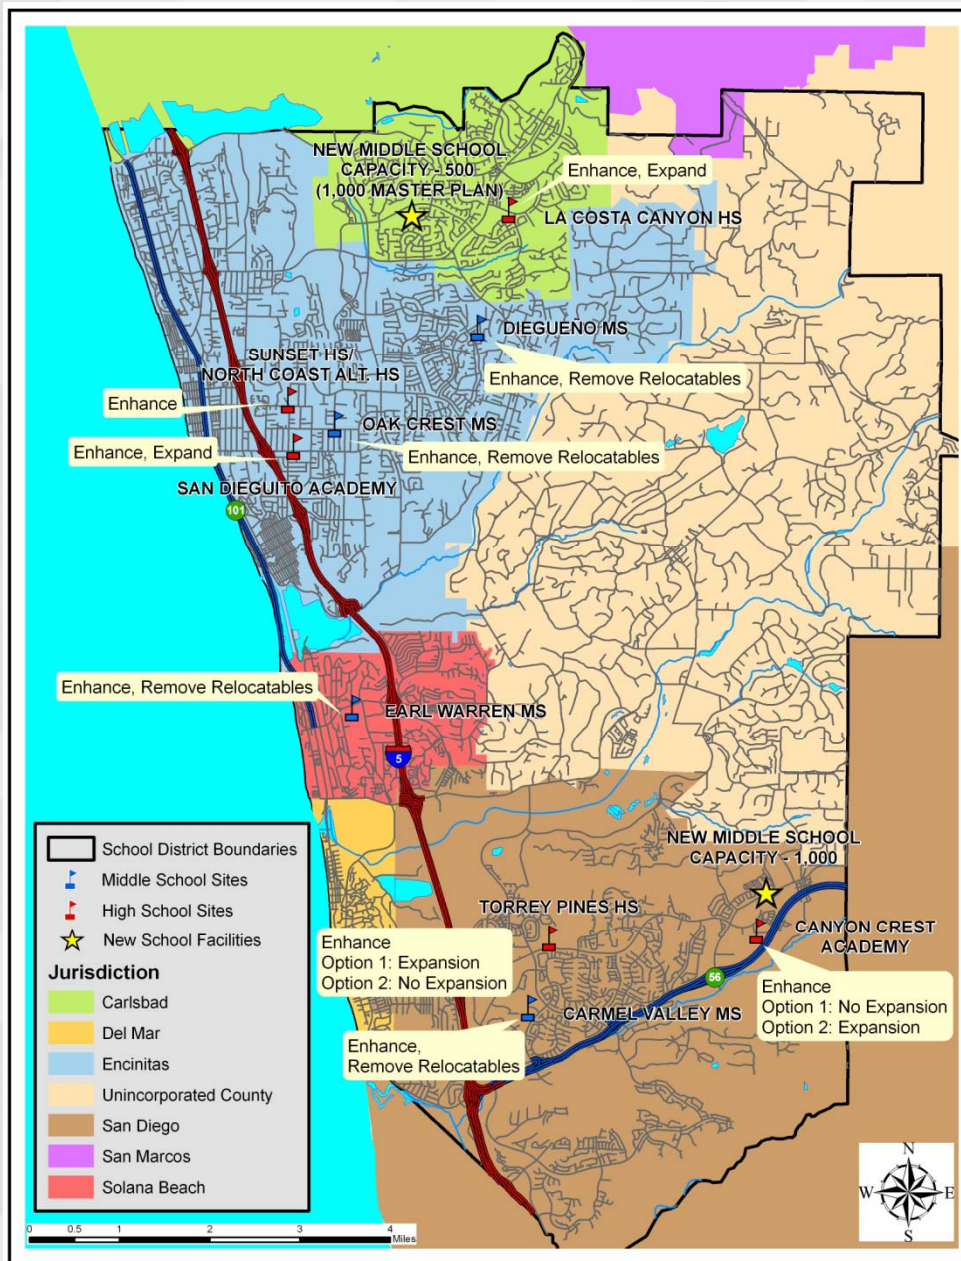 NEW MIDDLE SCHOOL
CAPACITY - 500
(1,000 MASTER PLAN)
Enhance, Expand
LA COSTA CANYON HS
DIEGUEÑO MS
Enhance, Remove Relocatables
SUNSET HS/
NORTH COAST ALT. HS
Enhance
OAK CREST MS
Enhance, Expand
Enhance, Remove Relocatables
SAN DIEGUITO ACADEMY
101
Enhance, Remove Relocatables
EARL WARREN MS
5
NEW MIDDLE SCHOOL
CAPACITY - 1,000
TORREY PINES HS
CANYON CREST
ACADEMY
Enhance
Option 1: Expansion
Option 2: No Expansion
56
Enhance
Option 1: No Expansion
Option 2: Expansion
CARMEL VALLEY MS
Enhance,
Remove Relocatables
School District Boundaries
Middle School Sites
High School Sites
New School Facilities
Jurisdiction
Carlsbad
Del Mar
Encinitas
Unincorporated County
San Diego
San Marcos
Solana Beach
0 0.5 1 2 3 4
Miles
N
W E
S